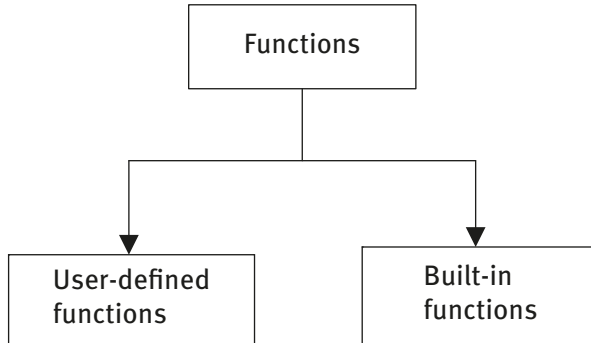 Functions
User-defined
functions
Built-in
functions